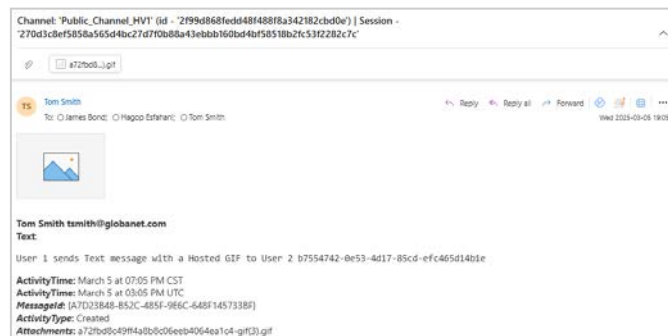 Channel: 'Public_Channel_HV1' (id - '2f99d868fedd48f488f8a342182cbd0e') | Session -
'270d3c8ef5858a565d4bc27d7f0b88a43ebbb160bd4bf58518b2fc53f2282c7c'
a72fbd8...).gif
TS
Tom Smith
Reply Reply all Forward
To: James Bond; Hagop Esfahani; Tom Smith
Wed 2025-03-05 19:05
Tom Smith tsmith@globanet.com
Text:
User 1 sends Text message with a Hosted GIF to User 2 b7554742-0e53-4d17-85cd-efc465d14b1e
ActivityTime: March 5 at 07:05 PM CST
ActivityTime: March 5 at 03:05 PM UTC
MessageId: {A7D23848-B52C-485F-9E6C-648F1457338F}
ActivityType: Created
Attachments: a72fbd8c49ff4a8b8c06eeb4064ea1c4-gif(3).gif